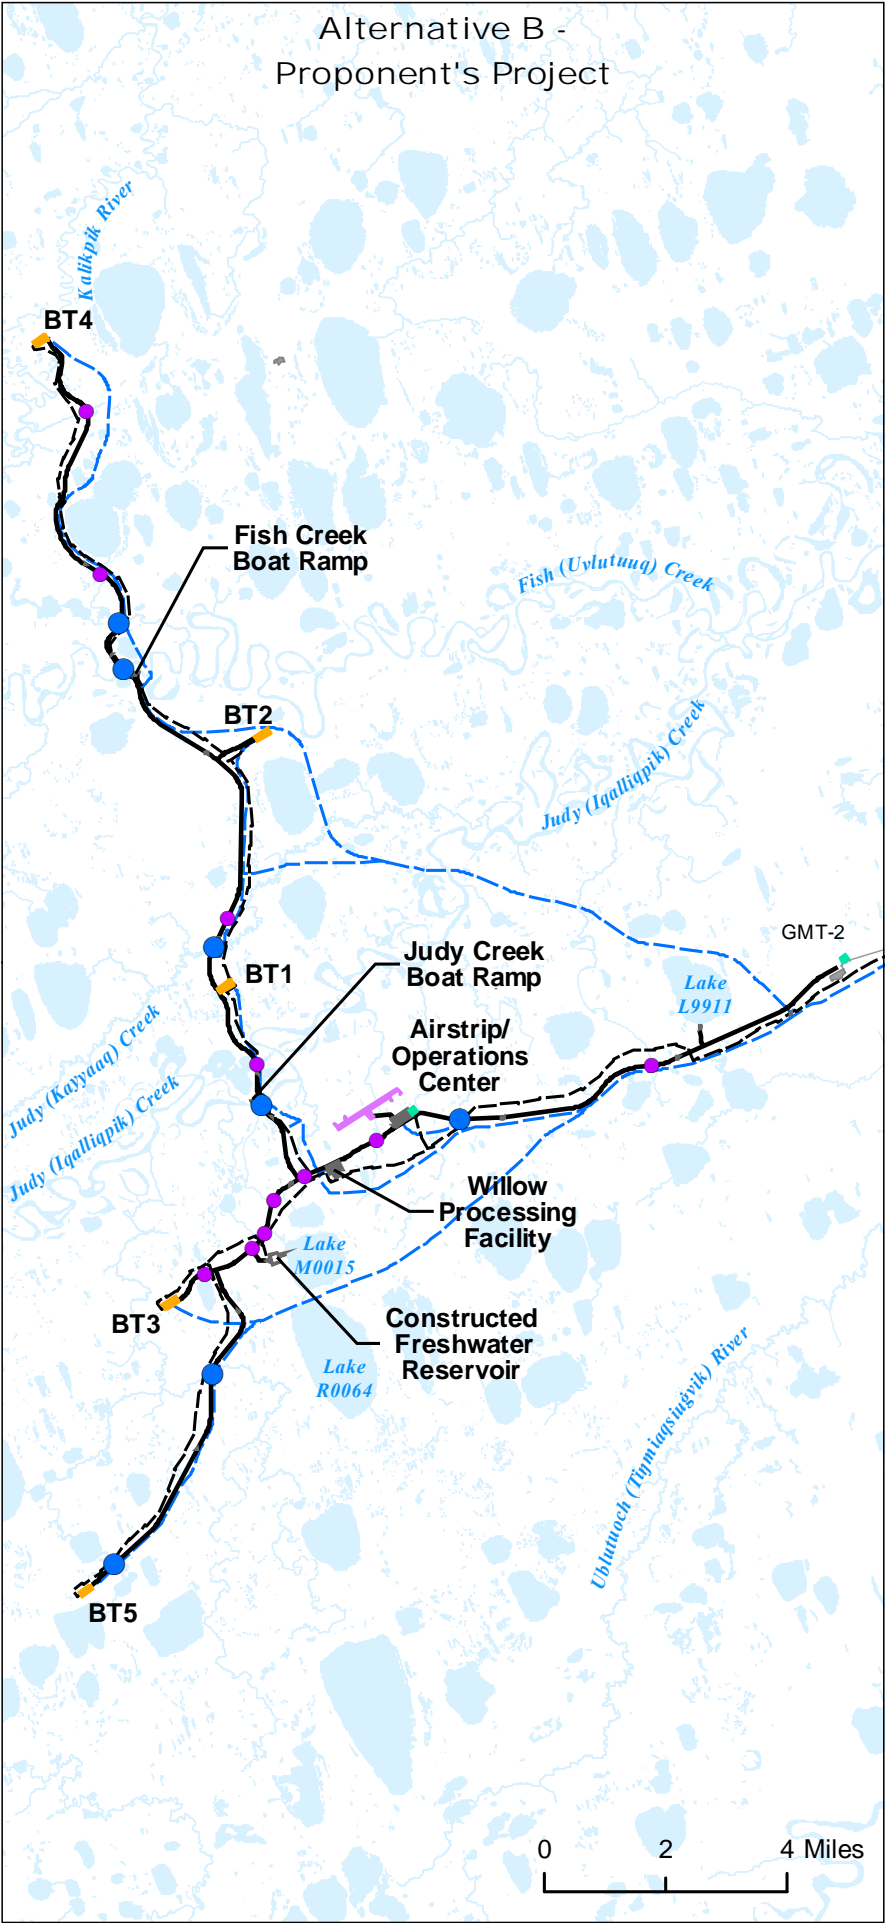 Alternative B -
Proponent's Project
Kalikpik River
BT4
Fish Creek
Boat Ramp
Fish (Uvlutuuq) Creek
BT2
Judy (Iqalliqpik) Creek
GMT-2
Judy Creek
Boat Ramp
BT1
Lake
L9911
Airstrip/
Operations
Center
Judy (Kayyaaq) Creek
Judy (Iqalliqpik) Creek
Willow
Processing
Facility
Lake
M0015
BT3
Constructed
Freshwater
Reservoir
Lake
R0064
Ublutuoch (Tiŋmiaqsiuġvik) River
BT5
0 2 4 Miles